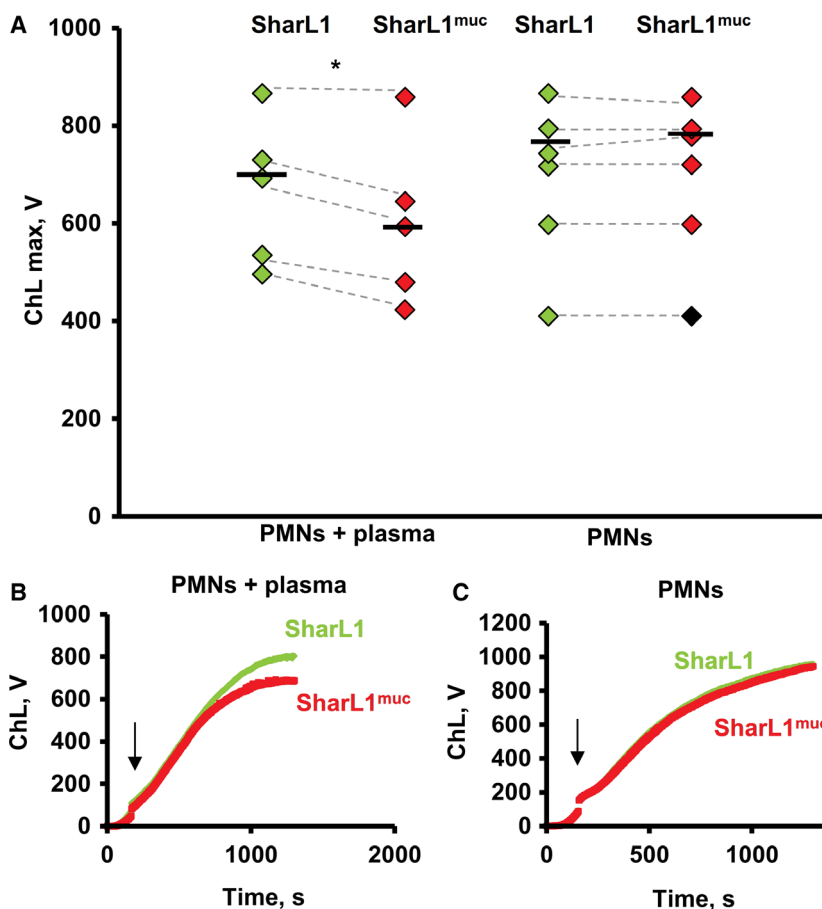 A
SharL1 SharL1muc SharL1 SharL1muc
*
ChL max, V
1000
800
600
400
200
0
PMNs + plasma PMNs
B
PMNs + plasma
ChL, V
1000
800
600
400
200
0
SharL1
SharL1muc
0 1000 2000
Time, s
C
PMNs
ChL, V
1200
1000
800
600
400
200
0
SharL1
SharL1muc
0 500 1000
Time, s